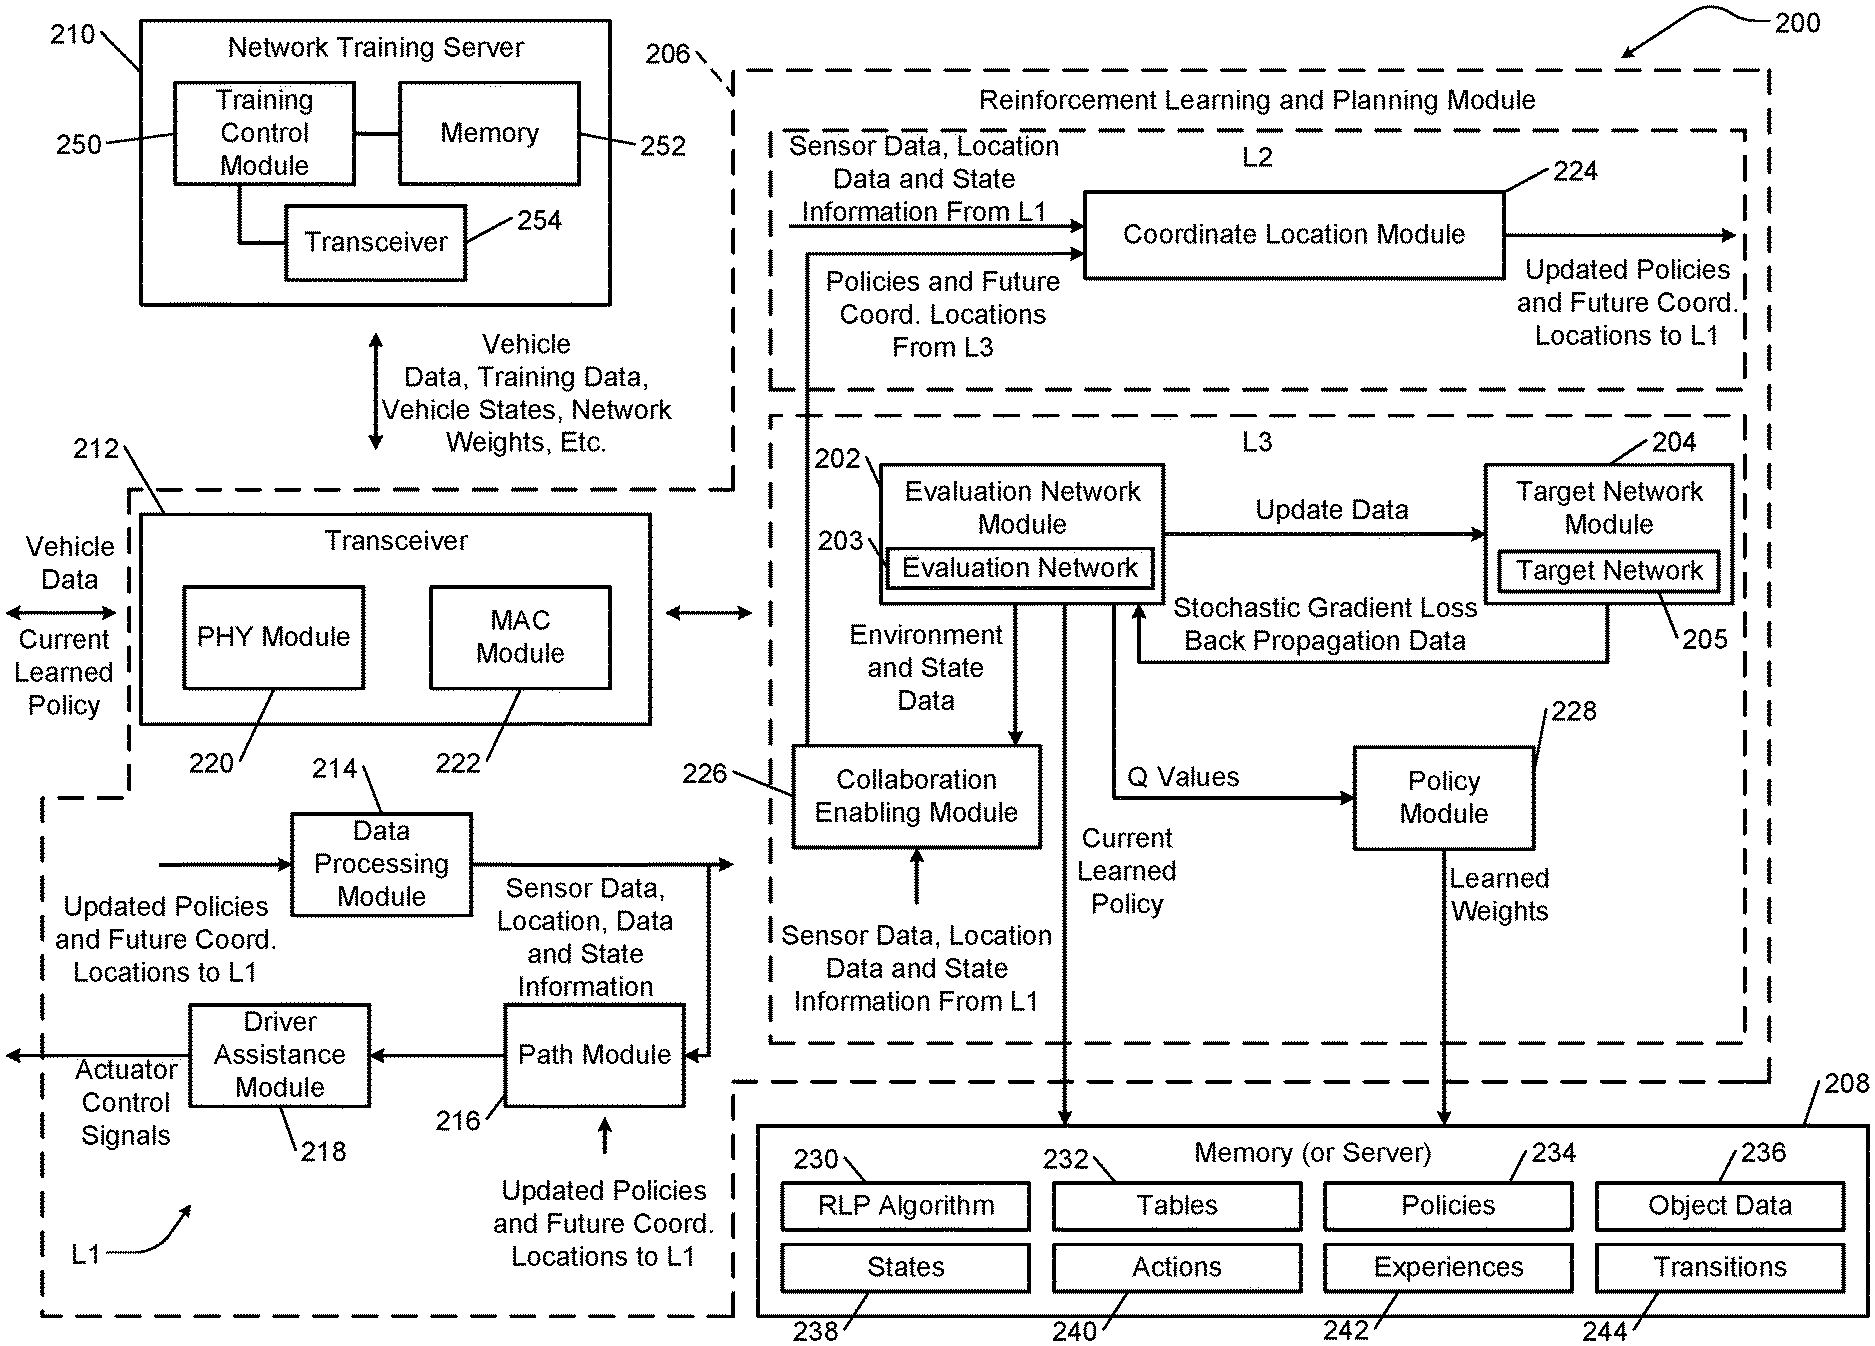 200
210
Network Training Server
Training
Control
Module
250
Memory
252
Transceiver
254
Vehicle
Data, Training Data,
Vehicle States, Network
Weights, Etc.
206
Reinforcement Learning and Planning Module
L2
Sensor Data, Location
Data and State
Information From L1
224
Coordinate Location Module
Policies and Future
Coord. Locations
From L3
Updated Policies
and Future Coord.
Locations to L1
L3
202
Evaluation Network
Module
203
Evaluation Network
Update Data
204
Target Network
Module
Target Network
205
Stochastic Gradient Loss
Back Propagation Data
Environment
and State
Data
226
Collaboration
Enabling Module
Q Values
228
Policy
Module
Current
Learned
Policy
Learned
Weights
Sensor Data, Location
Data and State
Information From L1
212
Transceiver
Vehicle
Data
Current
Learned
Policy
PHY Module
220
MAC
Module
222
214
Data
Processing
Module
Updated Policies
and Future Coord.
Locations to L1
Sensor Data,
Location, Data
and State
Information
Driver
Assistance
Module
218
Path Module
216
Actuator
Control
Signals
Updated Policies
and Future Coord.
Locations to L1
L1
208
Memory (or Server)
230
RLP Algorithm
232
Tables
234
Policies
236
Object Data
States
238
Actions
240
Experiences
242
Transitions
244